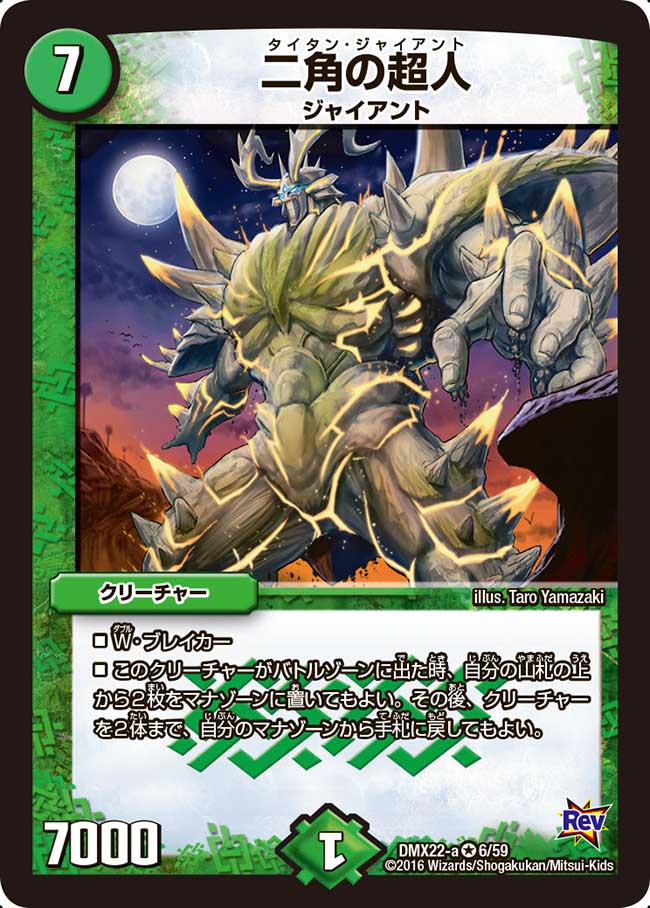 7
タイタン・ジャイアント
二角の超人
ジャイアント
クリーチャー
illus. Taro Yamazaki
■W・ブレイカー
■このクリーチャーがバトルゾーンに出た時、自分の山札の上
から2枚をマナゾーンに置いてもよい。その後、クリーチャー
を2体まで、自分のマナゾーンから手札に戻してもよい。
7000
1
Rev
DMX22-a✪6/59
©2016 Wizards/Shogakukan/Mitsui-Kids